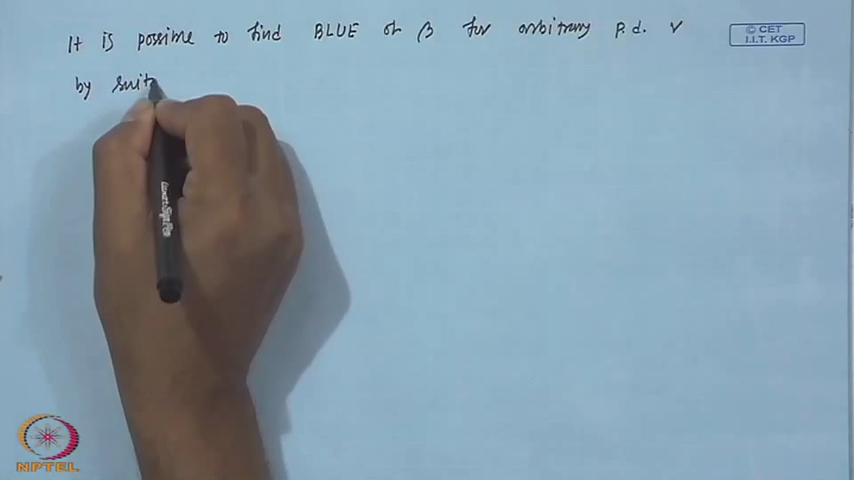 It is possible to find BLUE of β for arbitrary p.d. V
by suit
© CET
I.I.T. KGP
NPTEL